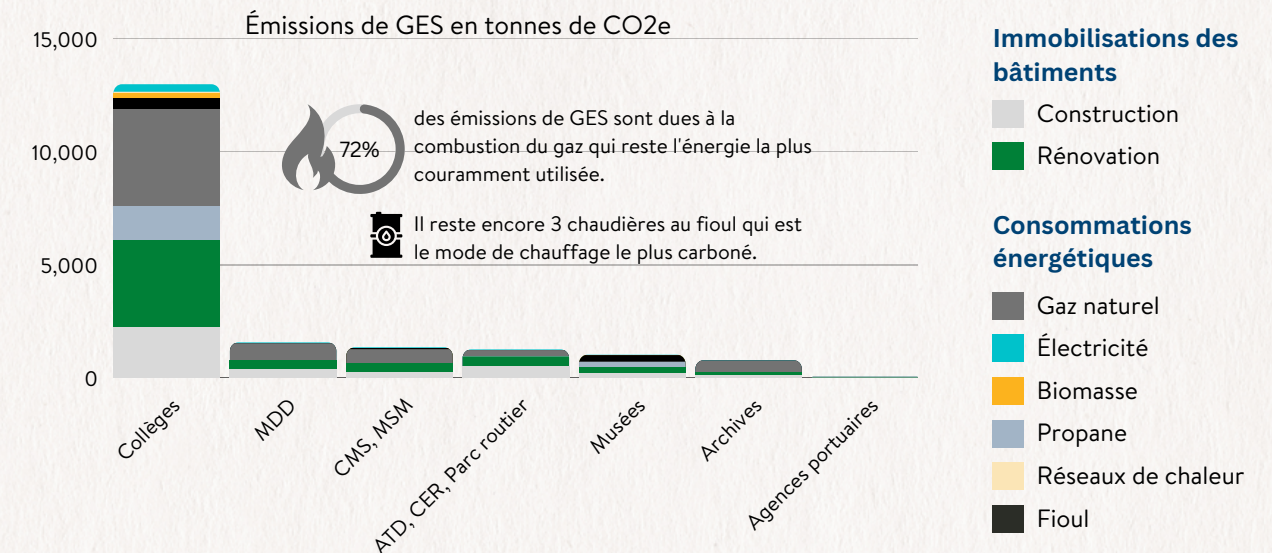 Émissions de GES en tonnes de CO2e
15,000
10,000
5,000
0
72%
des émissions de GES sont dues à la
combustion du gaz qui reste l'énergie la plus
couramment utilisée.
Il reste encore 3 chaudières au fioul qui est
le mode de chauffage le plus carboné.
Collèges
MDD
CMS, MSM
ATD, CER, Parc routier
Musées
Archives
Agences portuaires
Immobilisations des
bâtiments
Construction
Rénovation
Consommations
énergétiques
Gaz naturel
Électricité
Biomasse
Propane
Réseaux de chaleur
Fioul